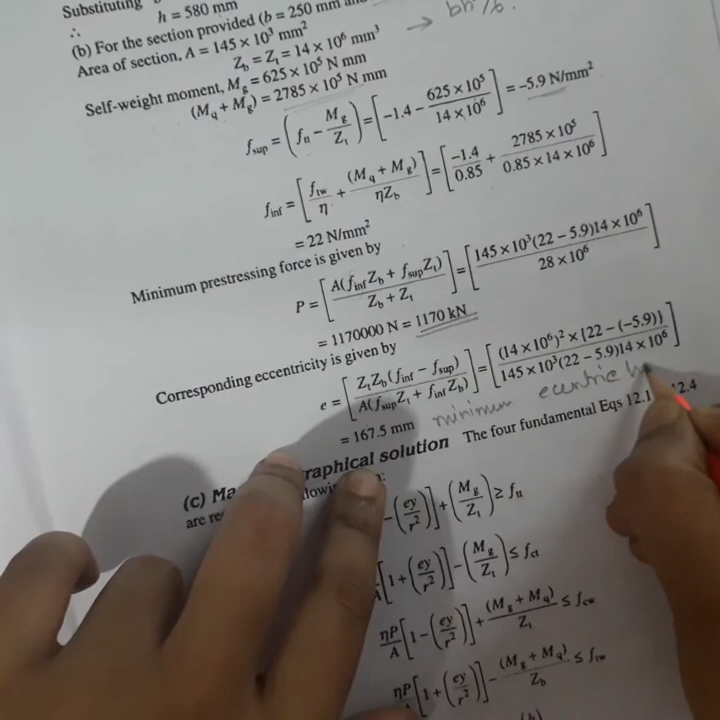 Substituting
∴ h = 580 mm
(b) For the section provided (b = 250 mm
Area of section, A = 145 × 10³ mm²
→ bh²/6.
Z_b = Z_t = 14 × 10⁶ mm³
Self-weight moment, M_g = 625 × 10⁵ N mm
(M_q + M_g) = 2785 × 10⁵ N mm
f_sup = (f_tt − M_g/Z_t) = [−1.4 − 625 × 10⁵/14 × 10⁶] = −5.9 N/mm²
f_inf = [f_tw/η + (M_q + M_g)/ηZ_b] = [−1.4/0.85 + 2785 × 10⁵/0.85 × 14 × 10⁶]
= 22 N/mm²
Minimum prestressing force is given by
P = [A(f_inf Z_b + f_sup Z_t)/Z_b + Z_t] = [145 × 10³(22 − 5.9)14 × 10⁶/28 × 10⁶]
= 1170000 N = 1170 kN
Corresponding eccentricity is given by
e = [Z_t Z_b(f_inf − f_sup)/A(f_sup Z_t + f_inf Z_b)] = [(14 × 10⁶)² × {22 − (−5.9)}/145 × 10³(22 − 5.9)14 × 10⁶]
= 167.5 mm minimum ecentric
(c) Ma raphical solution The four fundamental Eqs 12.1 12.4
are re
−(ey/r²)] + (M_g/Z_t) ≥ f_tt
[1 + (ey/r²)] − (M_g/Z_t) ≤ f_ct
ηP/A [1 − (ey/r²)] + (M_g + M_q)/Z_t ≤ f_cw
ηP [1 + (ey/r²)] − (M_g + M_q)/Z_b ≤ f_tw